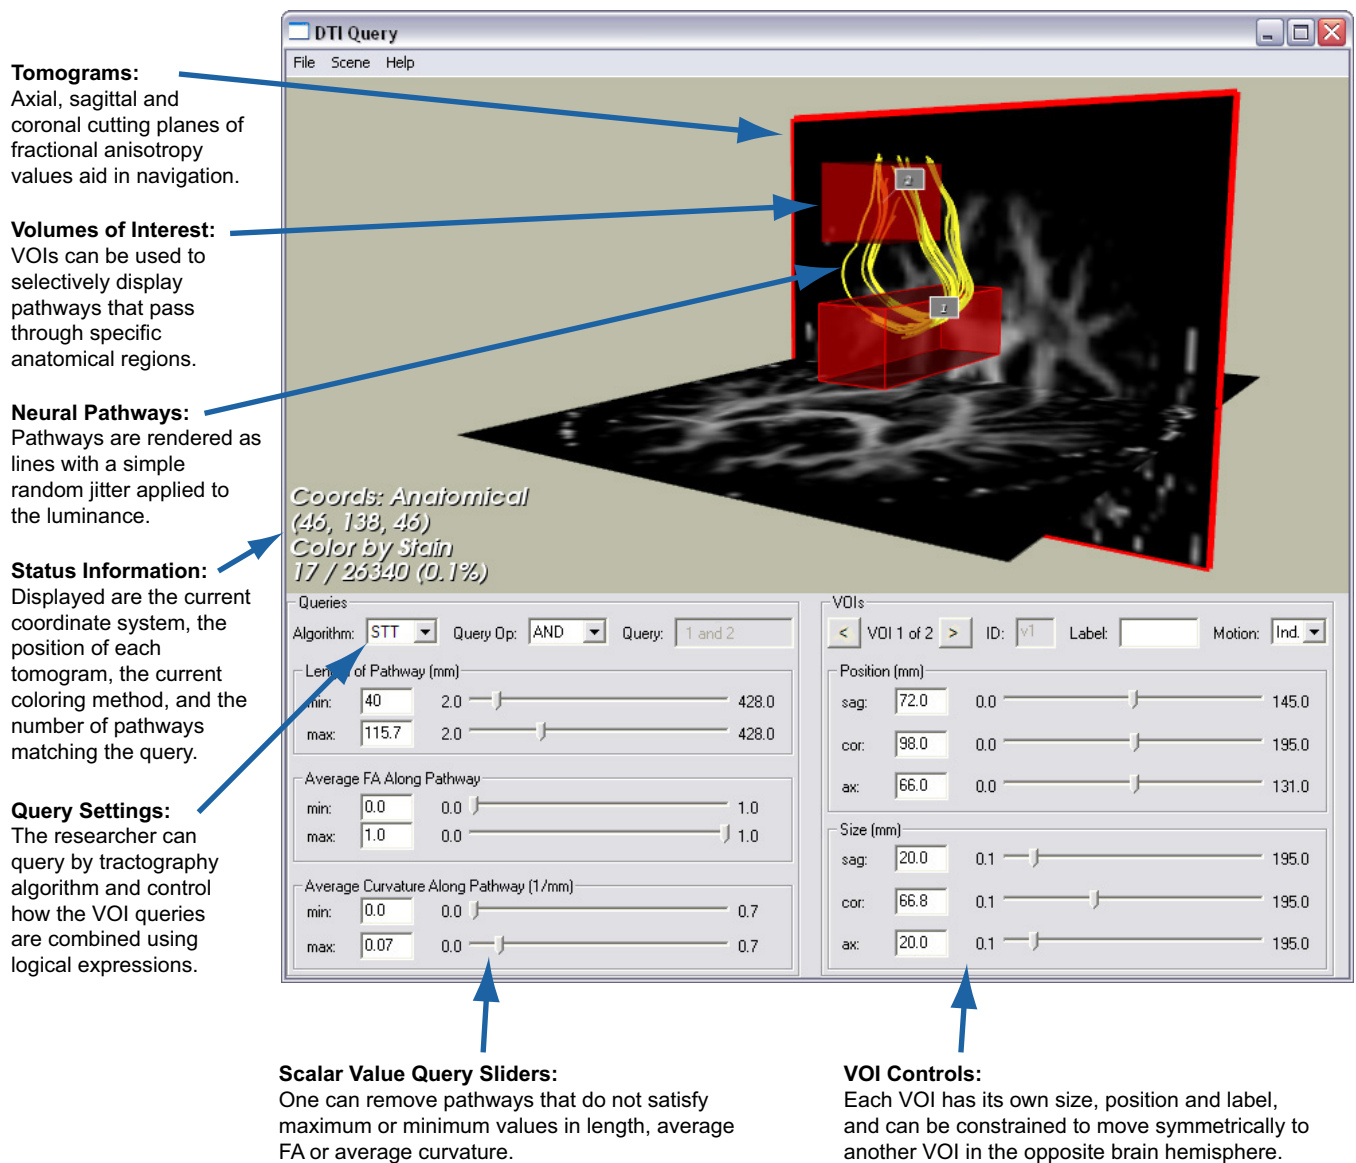 DTI Query
File Scene Help
Tomograms:
Axial, sagittal and
coronal cutting planes of
fractional anisotropy
values aid in navigation.
Volumes of Interest:
VOIs can be used to
selectively display
pathways that pass
through specific
anatomical regions.
Neural Pathways:
Pathways are rendered as
lines with a simple
random jitter applied to
the luminance.
Status Information:
Displayed are the current
coordinate system, the
position of each
tomogram, the current
coloring method, and the
number of pathways
matching the query.
Query Settings:
The researcher can
query by tractography
algorithm and control
how the VOI queries
are combined using
logical expressions.
2
1
Coords: Anatomical
(46, 138, 46)
Color by Stain
17 / 26340 (0.1%)
Queries
Algorithm: STT Query Op: AND Query: 1 and 2
Length of Pathway (mm)
min: 40 2.0 428.0
max: 115.7 2.0 428.0
Average FA Along Pathway
min: 0.0 0.0 1.0
max: 1.0 0.0 1.0
Average Curvature Along Pathway (1/mm)
min: 0.0 0.0 0.7
max: 0.07 0.0 0.7
VOIs
< VOI 1 of 2 > ID: v1 Label: Motion: Ind.
Position (mm)
sag: 72.0 0.0 145.0
cor: 98.0 0.0 195.0
ax: 66.0 0.0 131.0
Size (mm)
sag: 20.0 0.1 195.0
cor: 66.8 0.1 195.0
ax: 20.0 0.1 195.0
Scalar Value Query Sliders:
One can remove pathways that do not satisfy
maximum or minimum values in length, average
FA or average curvature.
VOI Controls:
Each VOI has its own size, position and label,
and can be constrained to move symmetrically to
another VOI in the opposite brain hemisphere.